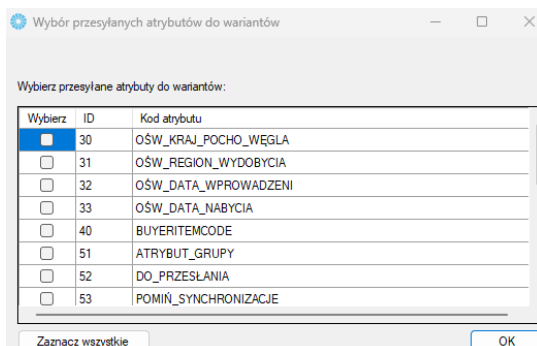 Wybór przesyłanych atrybutów do wariantów
Wybierz przesyłane atrybuty do wariantów:
Wybierz ID Kod atrybutu
30 OŚW_KRAJ_POCHO_WĘGLA
31 OŚW_REGION_WYDOBYCIA
32 OŚW_DATA_WPROWADZENI
33 OŚW_DATA_NABYCIA
40 BUYERITEMCODE
51 ATRYBUT_GRUPY
52 DO_PRZESŁANIA
53 POMIŃ_SYNCHRONIZACJE
Zaznacz wszystkie OK